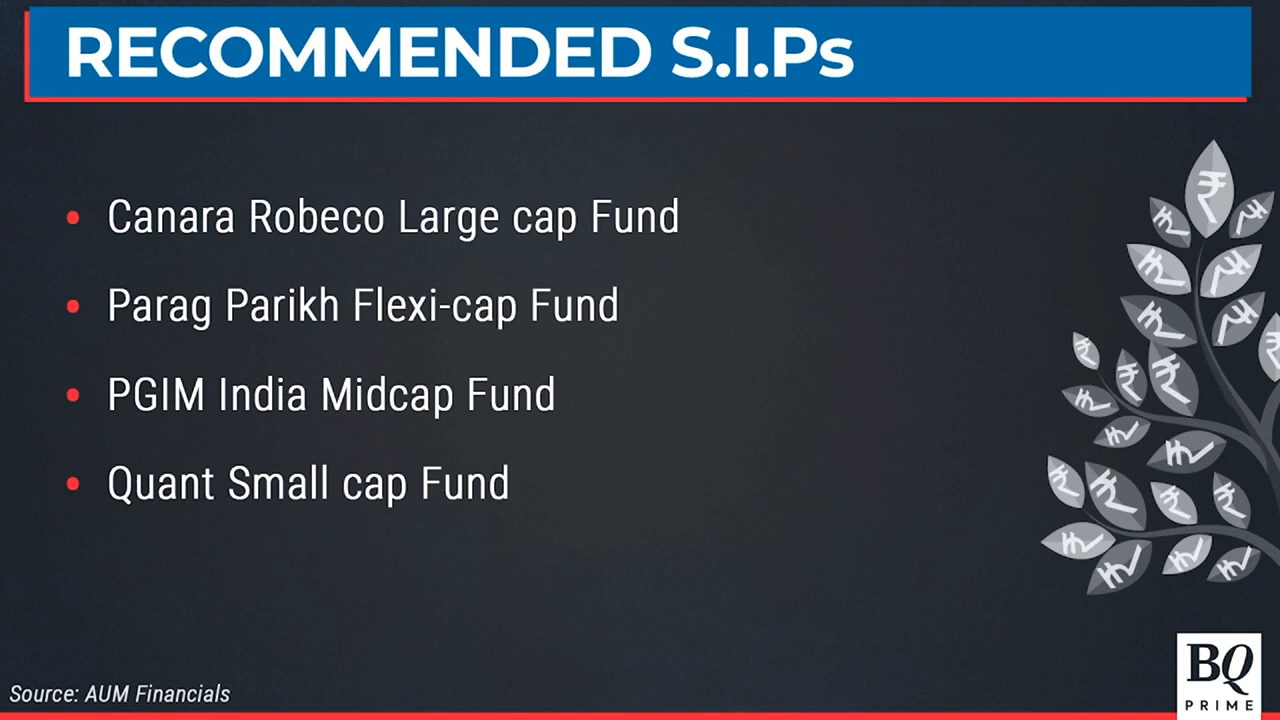 RECOMMENDED S.I.Ps
• Canara Robeco Large cap Fund
• Parag Parikh Flexi-cap Fund
• PGIM India Midcap Fund
• Quant Small cap Fund
Source: AUM Financials
BQ
PRIME